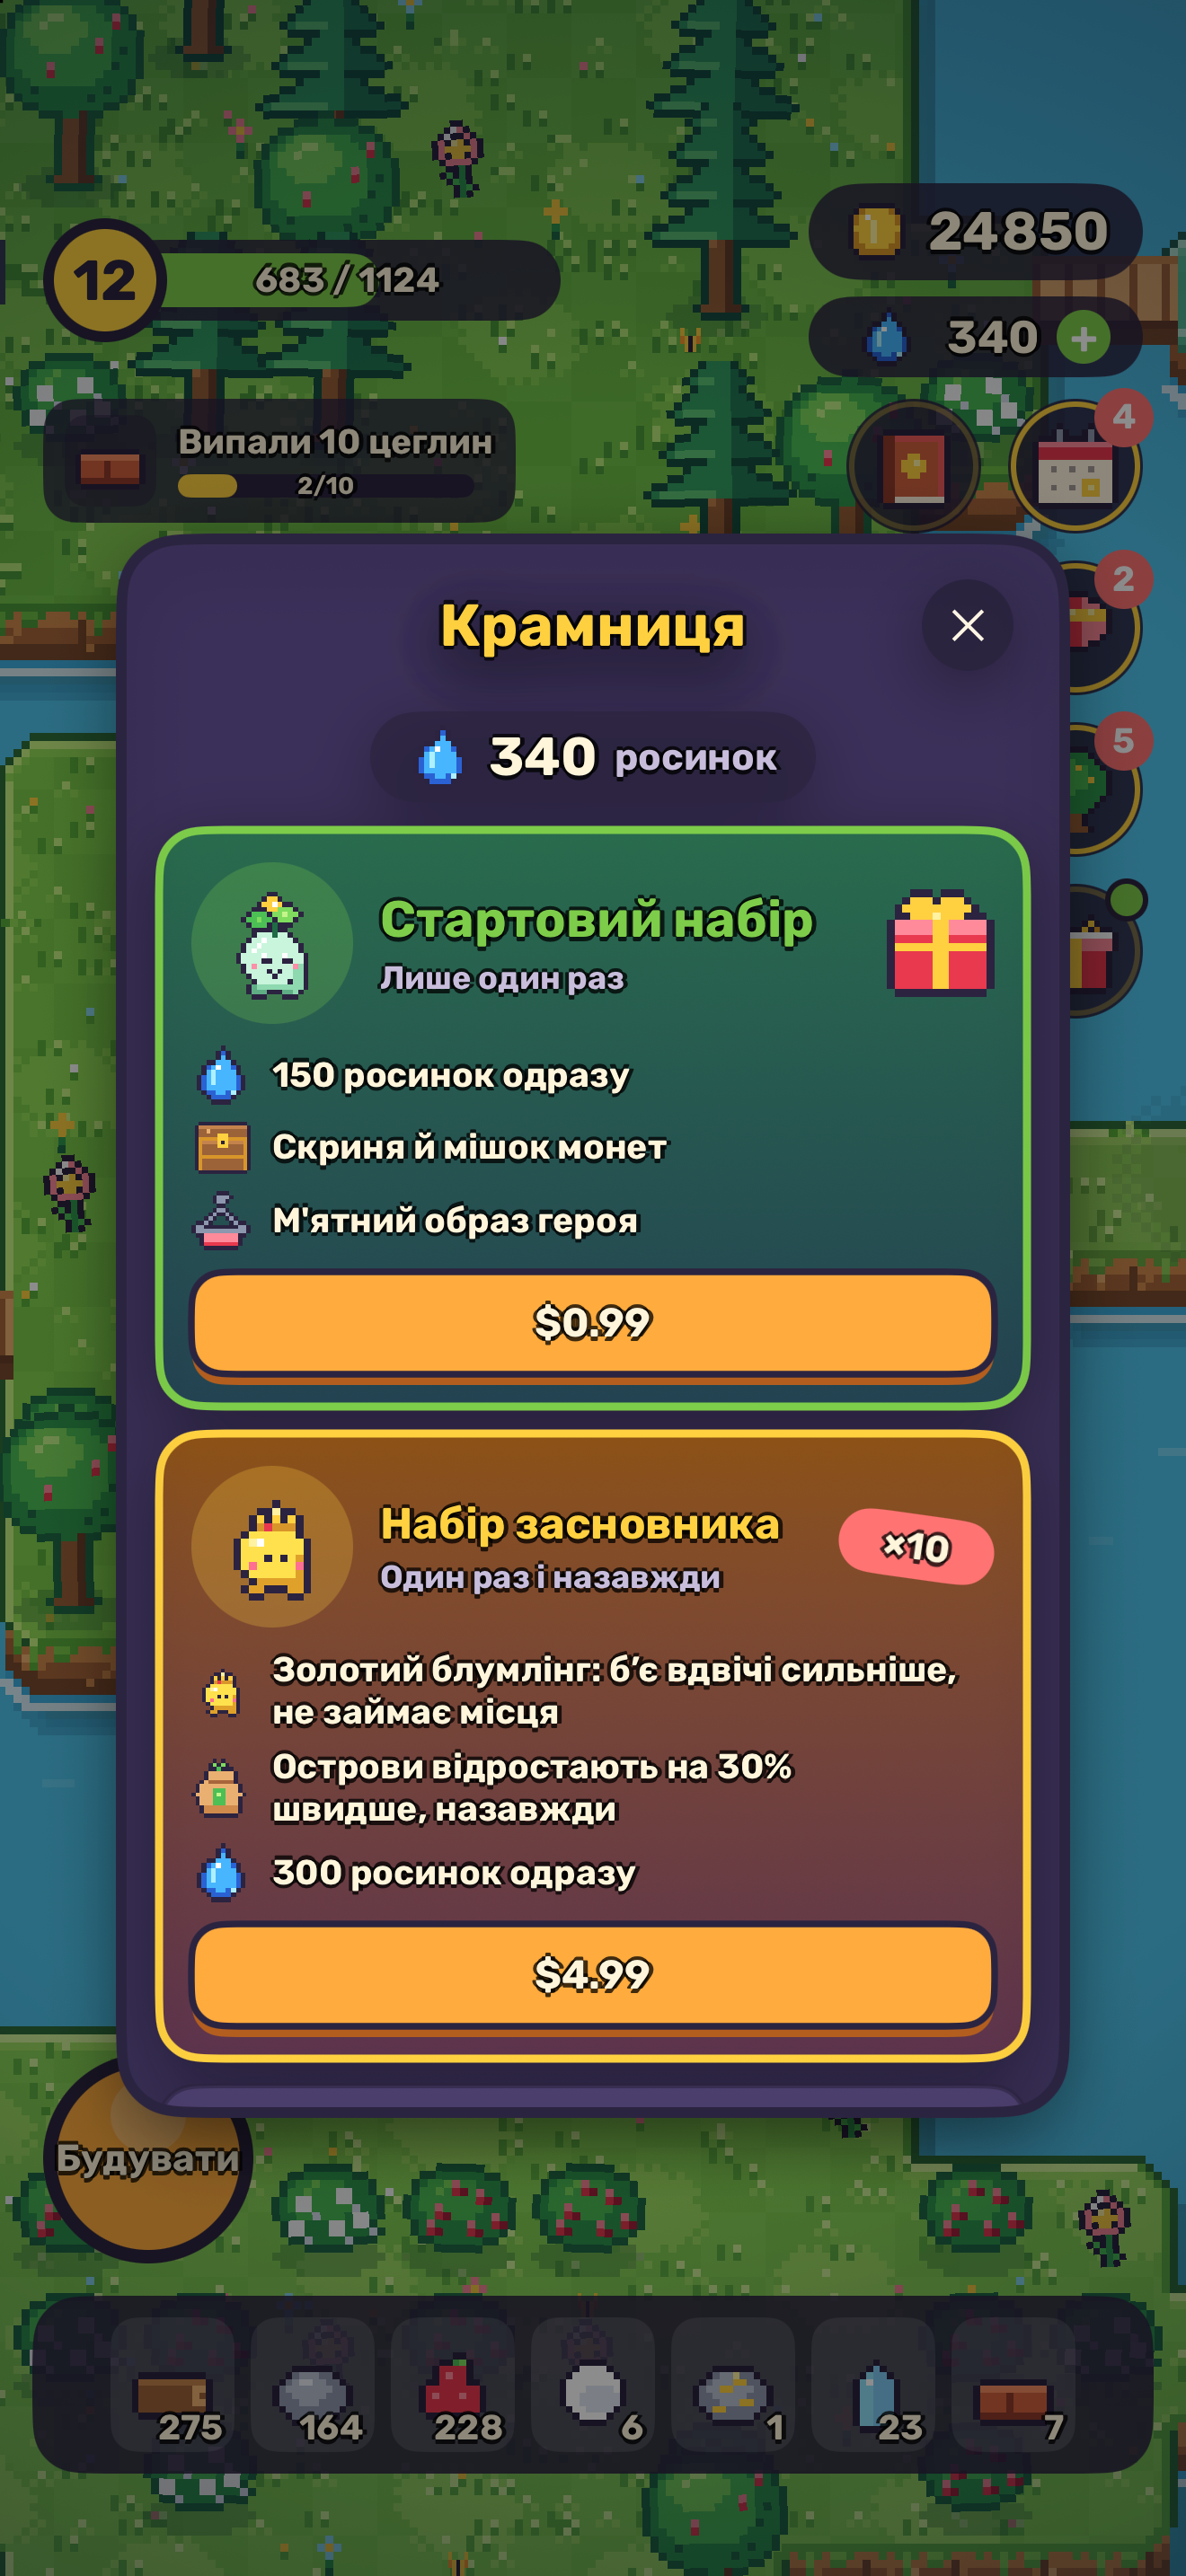 24850
12
683 / 1124
340
+
4
Випали 10 цеглин
2/10
2
Крамниця
340 росинок
5
Стартовий набір
Лише один раз
150 росинок одразу
Скриня й мішок монет
М'ятний образ героя
$0.99
Набір засновника
Один раз і назавжди
×10
Золотий блумлінг: б’є вдвічі сильніше,
не займає місця
Острови відростають на 30%
швидше, назавжди
300 росинок одразу
$4.99
Будувати
275
164
228
6
1
23
7